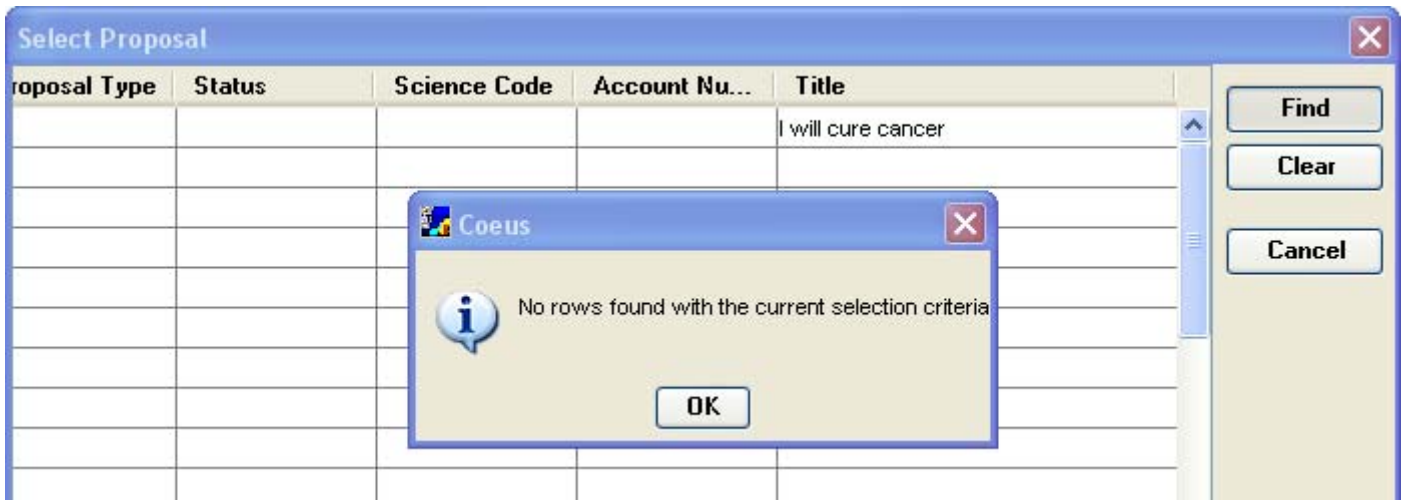 Select Proposal
roposal Type Status Science Code Account Nu... Title
Find
I will cure cancer
Clear
Coeus
Cancel
No rows found with the current selection criteria
OK